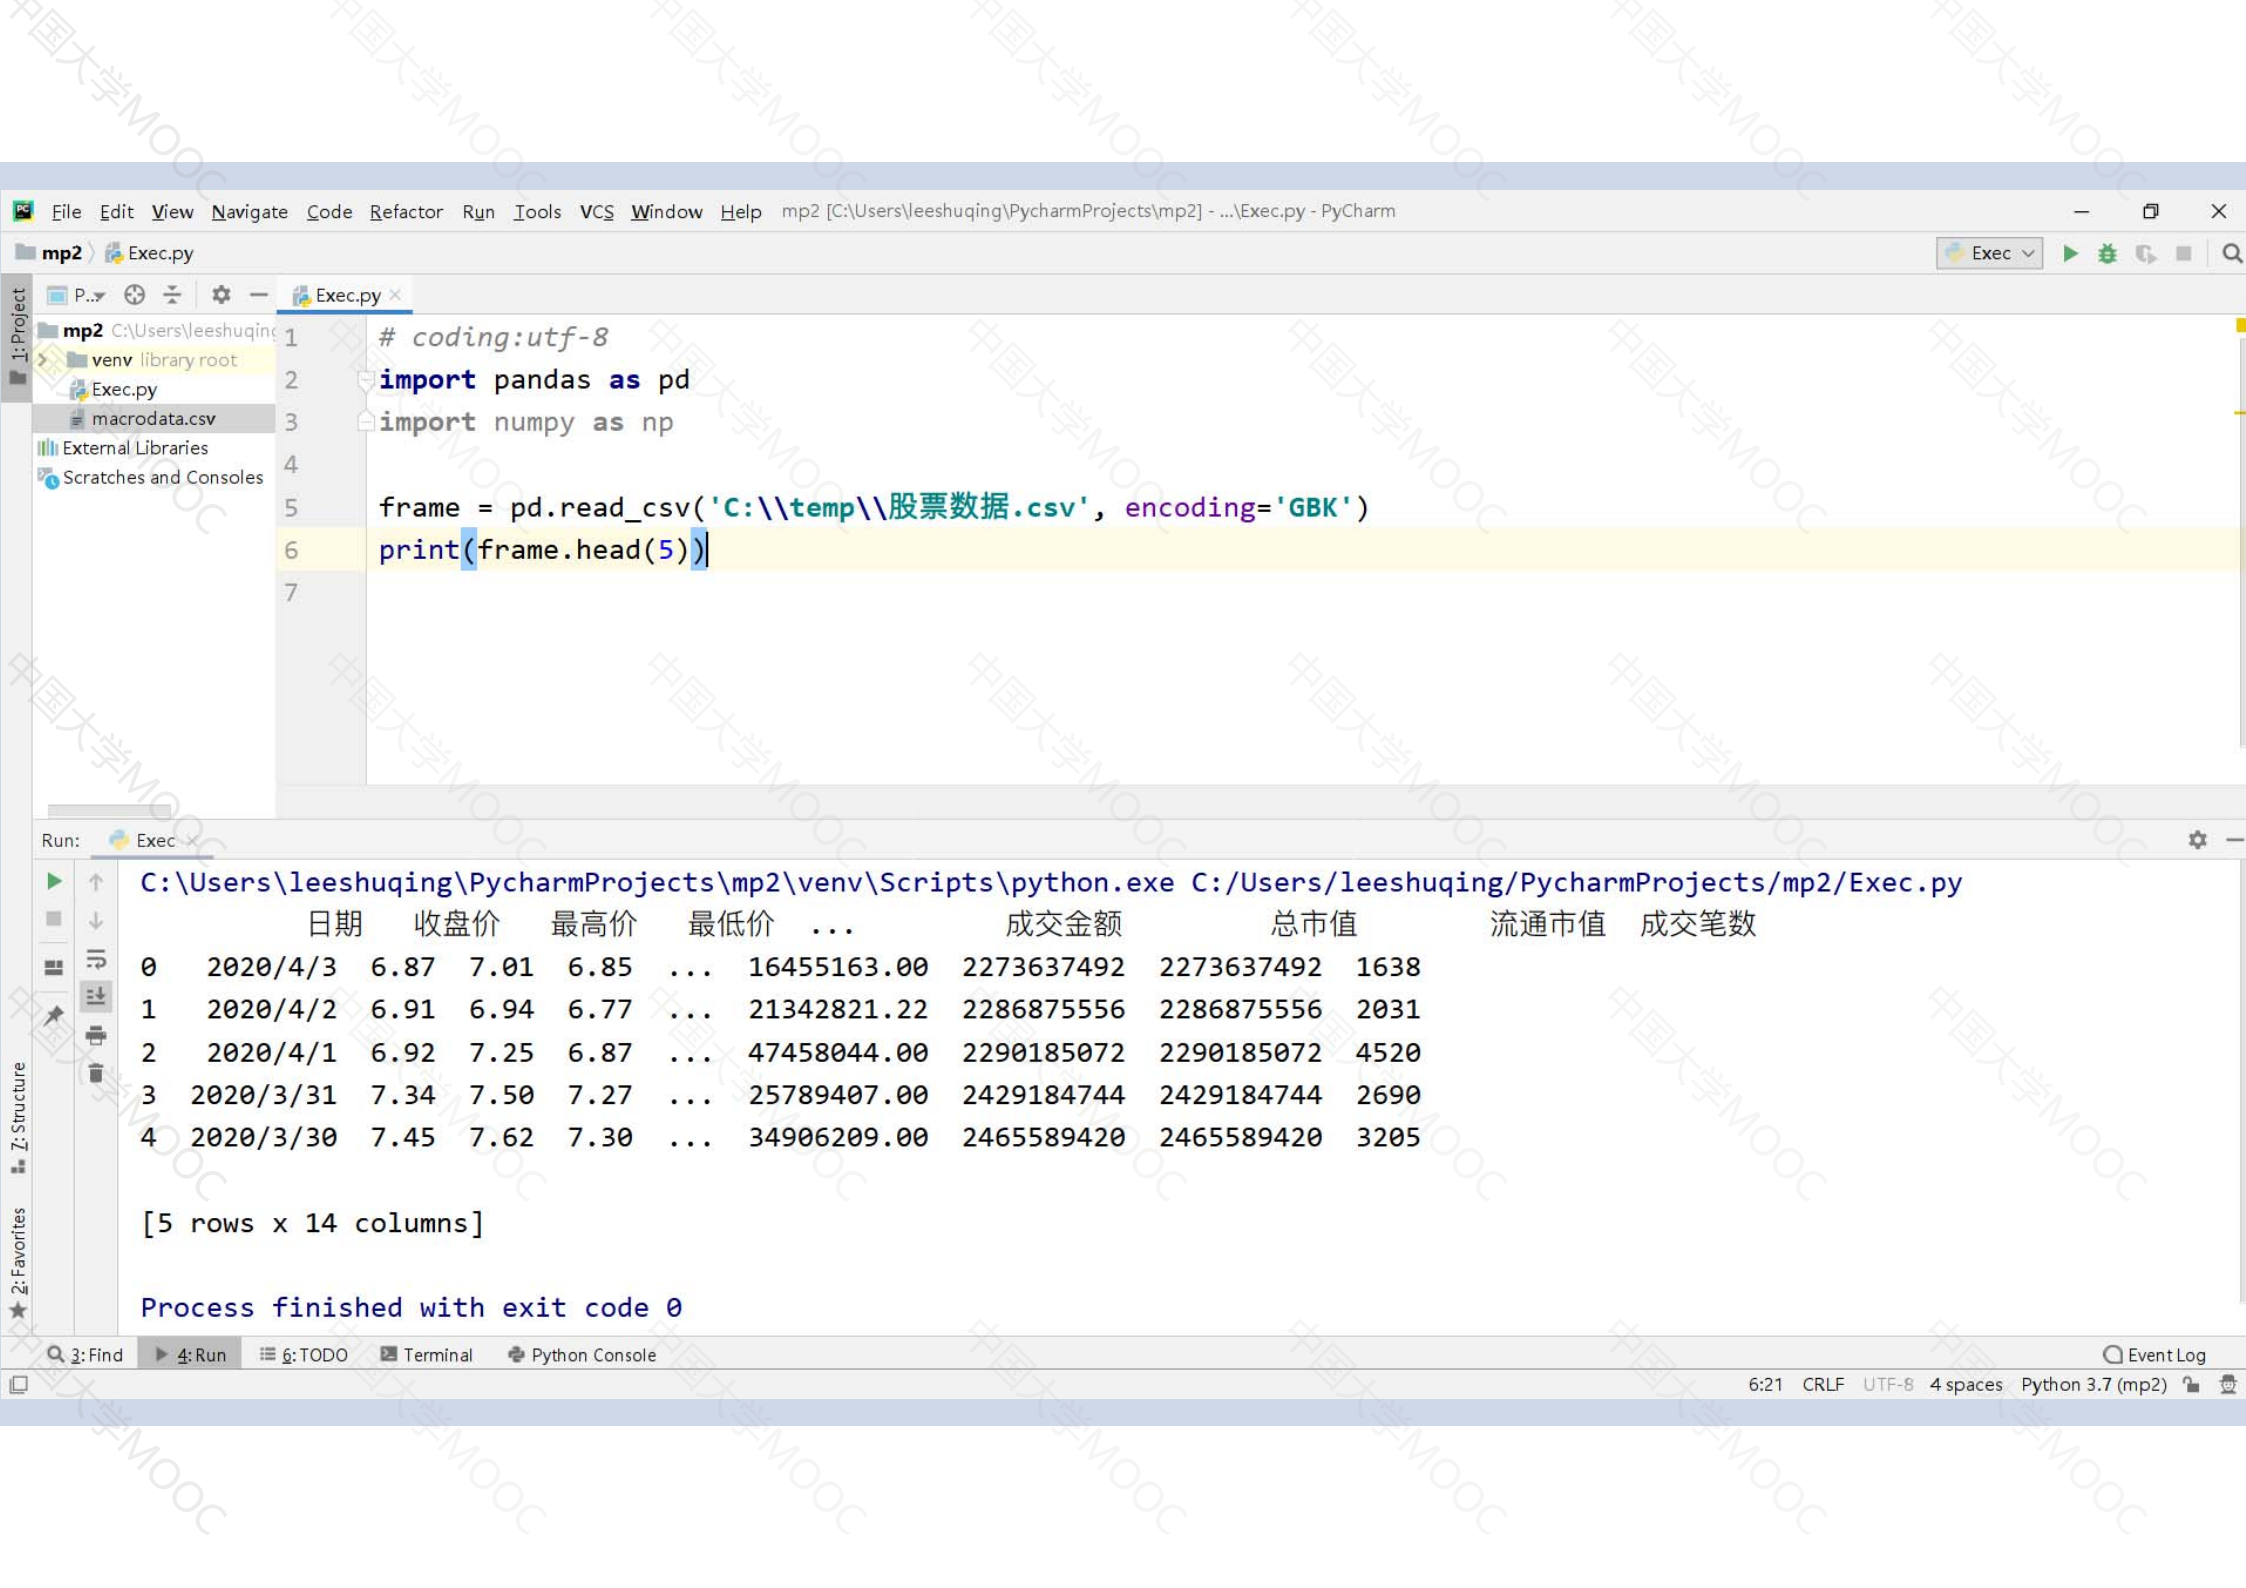 File Edit View Navigate Code Refactor Run Tools VCS Window Help mp2 [C:\Users\leeshuqing\PycharmProjects\mp2] - ...\Exec.py - PyCharm
mp2 Exec.py Exec
1: Project
P... Exec.py
mp2 C:\Users\leeshuqing
venv library root
Exec.py
macrodata.csv
External Libraries
Scratches and Consoles
1 # coding:utf-8
2 import pandas as pd
3 import numpy as np
4
5 frame = pd.read_csv('C:\\temp\\股票数据.csv', encoding='GBK')
6 print(frame.head(5))
7
Run: Exec
C:\Users\leeshuqing\PycharmProjects\mp2\venv\Scripts\python.exe C:/Users/leeshuqing/PycharmProjects/mp2/Exec.py
日期 收盘价 最高价 最低价 ... 成交金额 总市值 流通市值 成交笔数
0 2020/4/3 6.87 7.01 6.85 ... 16455163.00 2273637492 2273637492 1638
1 2020/4/2 6.91 6.94 6.77 ... 21342821.22 2286875556 2286875556 2031
2 2020/4/1 6.92 7.25 6.87 ... 47458044.00 2290185072 2290185072 4520
3 2020/3/31 7.34 7.50 7.27 ... 25789407.00 2429184744 2429184744 2690
4 2020/3/30 7.45 7.62 7.30 ... 34906209.00 2465589420 2465589420 3205
[5 rows x 14 columns]
Process finished with exit code 0
Z: Structure
2: Favorites
3: Find 4: Run 6: TODO Terminal Python Console Event Log
6:21 CRLF UTF-8 4 spaces Python 3.7 (mp2)
中国大学MOOC